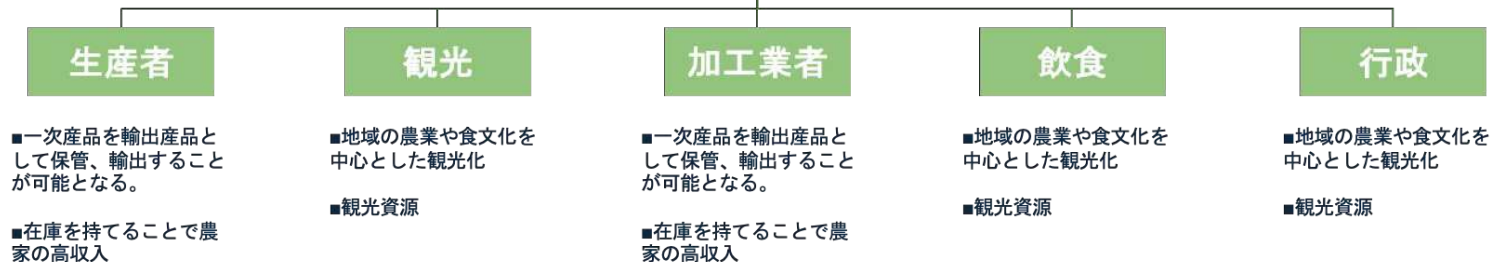 生産者
■一次産品を輸出産品と
して保管、輸出すること
が可能となる。
■在庫を持てることで農
家の高収入
観光
■地域の農業や食文化を
中心とした観光化
■観光資源
加工業者
■一次産品を輸出産品と
して保管、輸出すること
が可能となる。
■在庫を持てることで農
家の高収入
飲食
■地域の農業や食文化を
中心とした観光化
■観光資源
行政
■地域の農業や食文化を
中心とした観光化
■観光資源